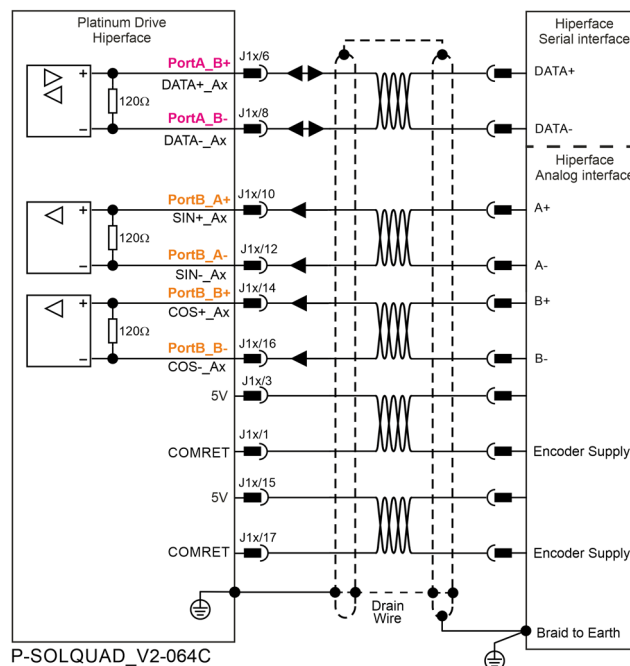 Platinum Drive
Hiperface
Hiperface
Serial interface
PortA_B+
J1x/6
DATA+_Ax
DATA+
120Ω
PortA_B-
J1x/8
DATA-_Ax
DATA-
Hiperface
Analog interface
PortB_A+
J1x/10
SIN+_Ax
A+
120Ω
PortB_A-
J1x/12
SIN-_Ax
A-
PortB_B+
J1x/14
COS+_Ax
B+
120Ω
PortB_B-
J1x/16
COS-_Ax
B-
5V
J1x/3
COMRET
J1x/1
Encoder Supply
5V
J1x/15
COMRET
J1x/17
Encoder Supply
Drain
Wire
Braid to Earth
P-SOLQUAD_V2-064C